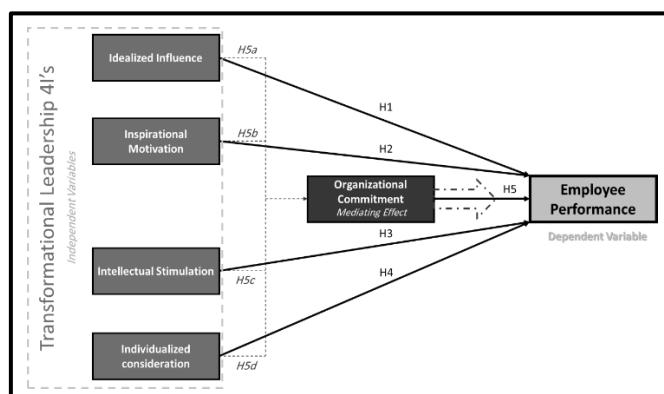 Transformational Leadership 4I's
Independent Variables
Idealized Influence
H5a
H1
Inspirational
Motivation
H5b
H2
Organizational
Commitment
Mediating Effect
H5
Employee
Performance
Dependent Variable
Intellectual Stimulation
H5c
H3
H4
Individualized
consideration
H5d